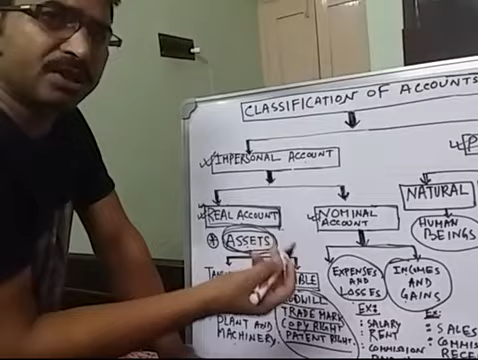 CLASSIFICATION OF ACCOUNTS
IMPERSONAL ACCOUNT
REAL ACCOUNT
NOMINAL
ACCOUNT
NATURAL
ASSETS
HUMAN
BEINGS
EXPENSES
AND
LOSSES
INCOMES
AND
GAINS
TRADE MARK
COPY RIGHT
PATENT RIGHT
PLANT AND
MACHINERY
EX:
: SALARY
: RENT
: COMMISSION
EX:
: SALES